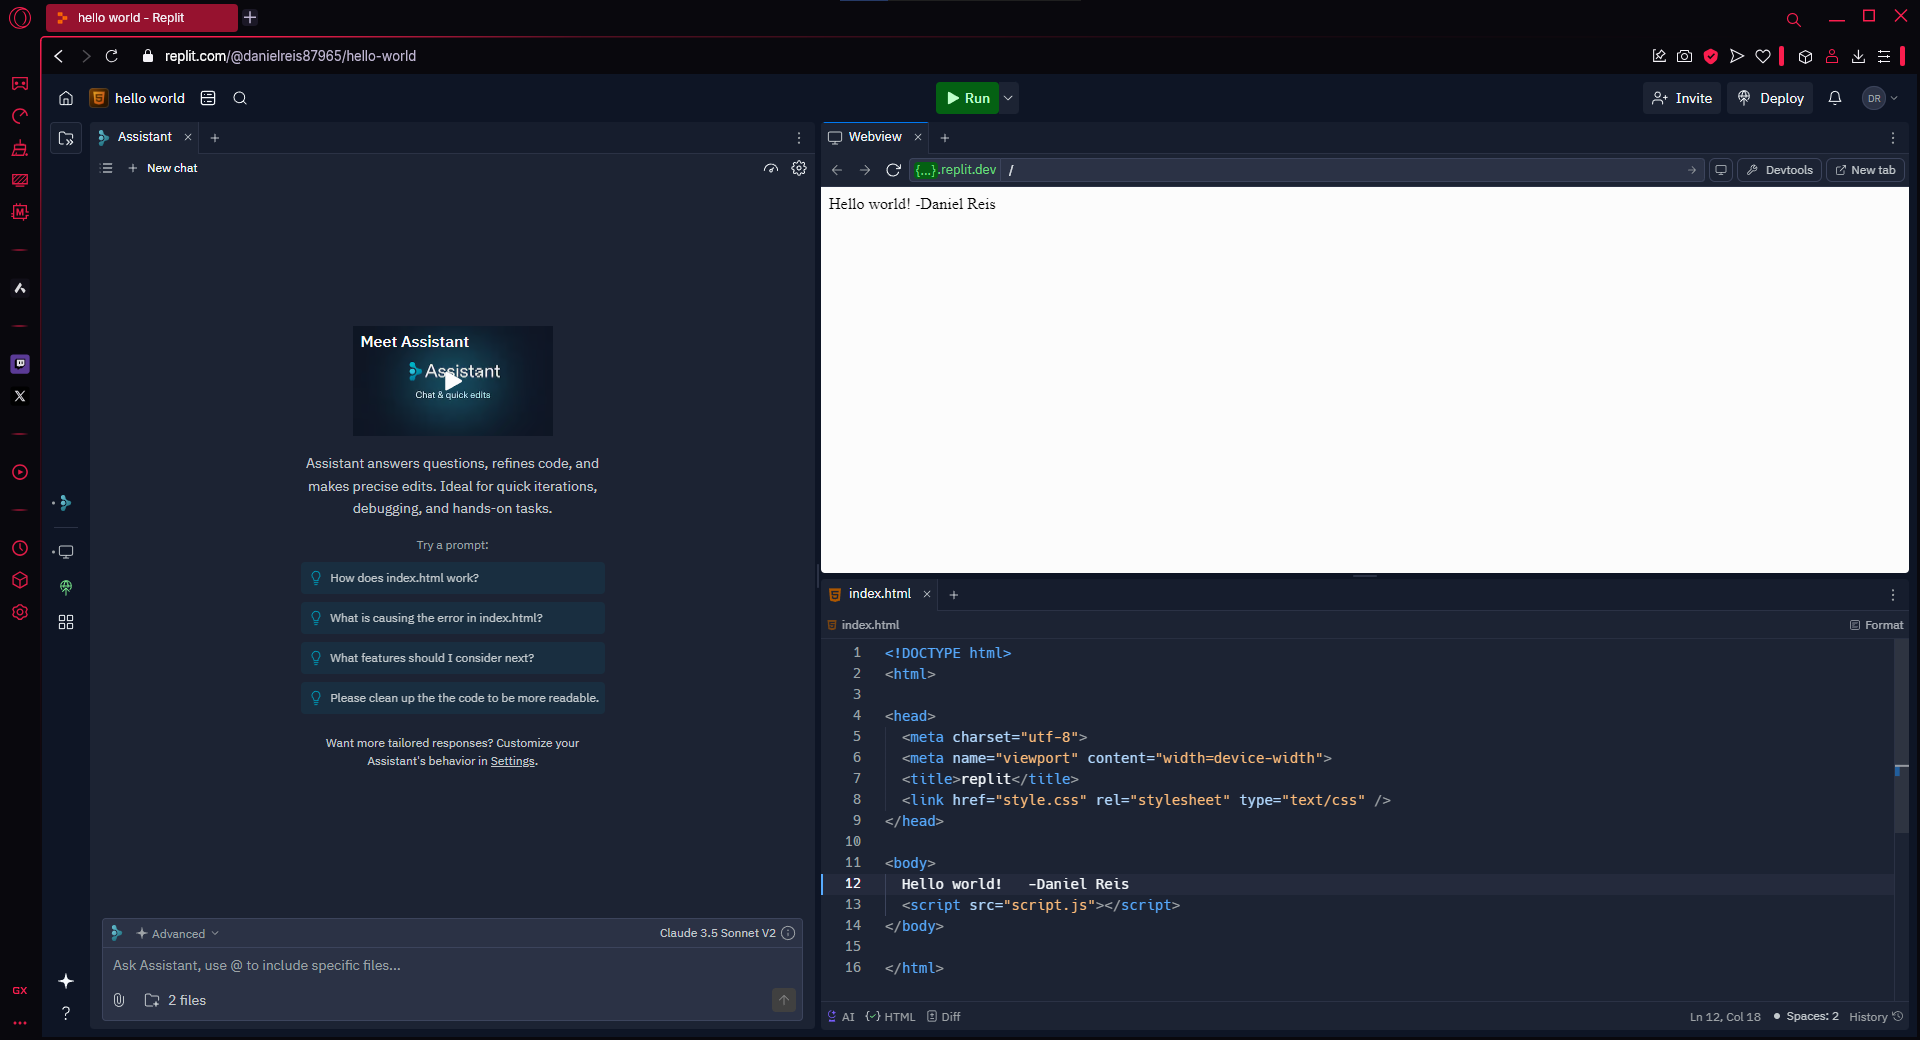 hello world - Replit
replit.com/@danielreis87965/hello-world
hello world
Run
Invite
Deploy
DR
Assistant
New chat
Meet Assistant
Assistant
Chat & quick edits
Assistant answers questions, refines code, and
makes precise edits. Ideal for quick iterations,
debugging, and hands-on tasks.
Try a prompt:
How does index.html work?
What is causing the error in index.html?
What features should I consider next?
Please clean up the the code to be more readable.
Want more tailored responses? Customize your
Assistant's behavior in Settings.
Advanced
Claude 3.5 Sonnet V2
Ask Assistant, use @ to include specific files...
2 files
GX
Webview
{...}.replit.dev /
Devtools
New tab
Hello world! -Daniel Reis
index.html
index.html
Format
1 <!DOCTYPE html>
2 <html>
3
4 <head>
5 <meta charset="utf-8">
6 <meta name="viewport" content="width=device-width">
7 <title>replit</title>
8 <link href="style.css" rel="stylesheet" type="text/css" />
9 </head>
10
11 <body>
12 Hello world!   -Daniel Reis
13 <script src="script.js"></script>
14 </body>
15
16 </html>
AI
HTML
Diff
Ln 12, Col 18
Spaces: 2
History